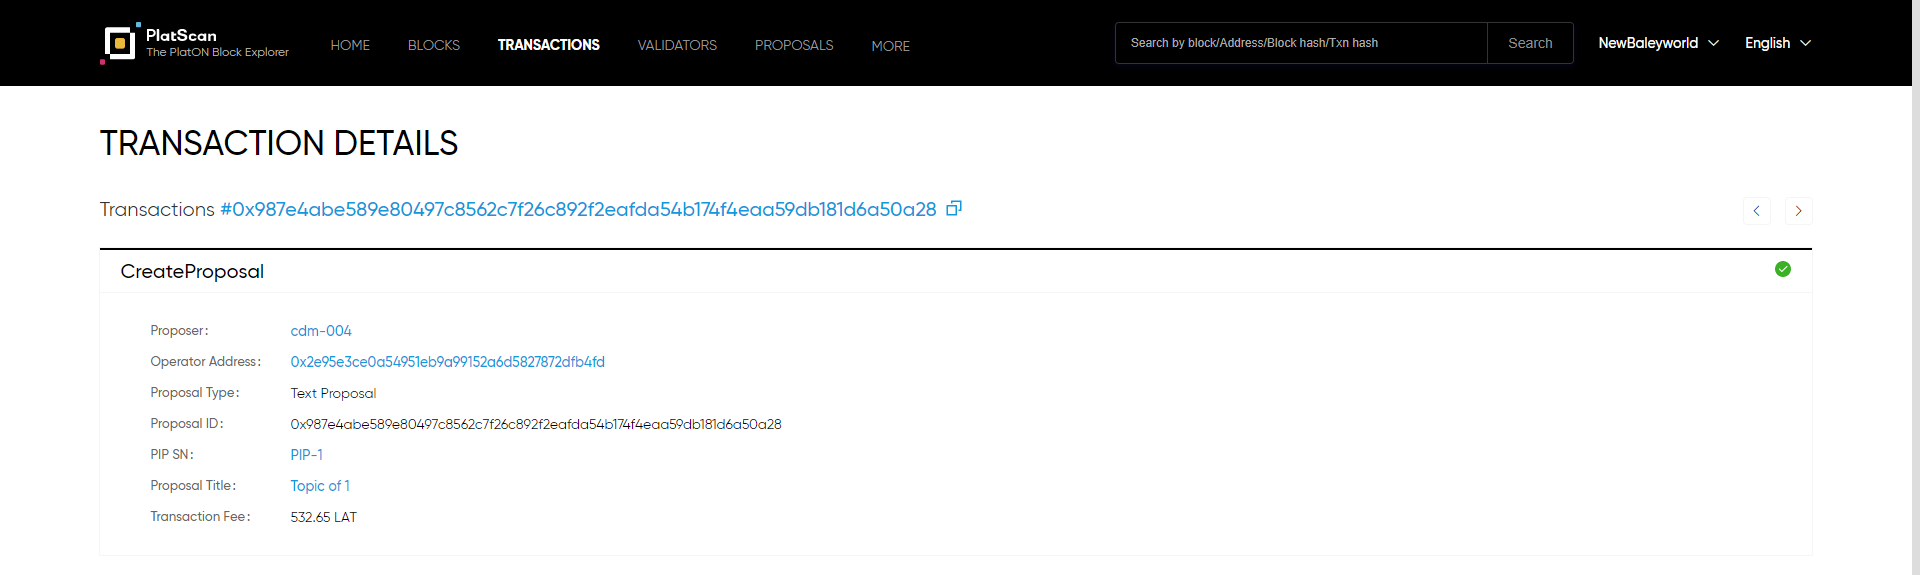 PlatScan
The PlatON Block Explorer
HOME BLOCKS TRANSACTIONS VALIDATORS PROPOSALS MORE
Search by block/Address/Block hash/Txn hash Search
NewBaleyworld English
TRANSACTION DETAILS
Transactions #0x987e4abe589e80497c8562c7f26c892f2eafda54b174f4eaa59db181d6a50a28
CreateProposal
Proposer: cdm-004
Operator Address: 0x2e95e3ce0a54951eb9a99152a6d5827872dfb4fd
Proposal Type: Text Proposal
Proposal ID: 0x987e4abe589e80497c8562c7f26c892f2eafda54b174f4eaa59db181d6a50a28
PIP SN: PIP-1
Proposal Title: Topic of 1
Transaction Fee: 532.65 LAT